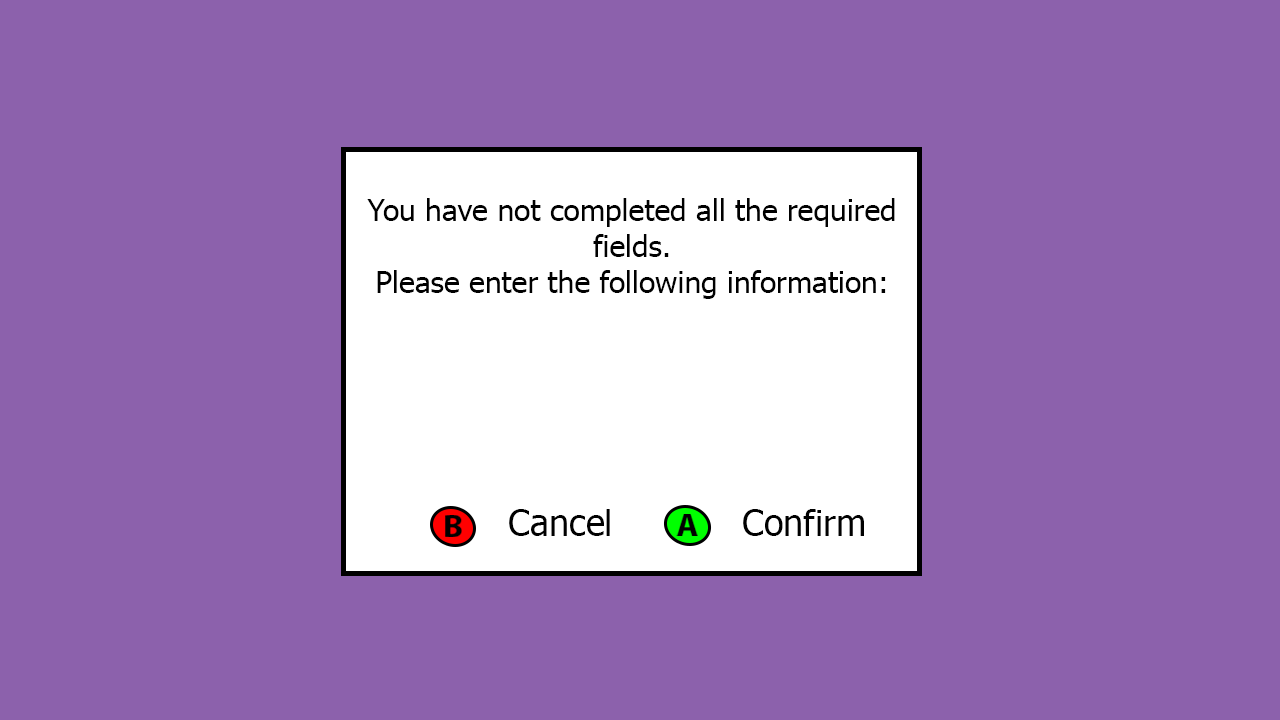 You have not completed all the required
fields.
Please enter the following information:
B Cancel A Confirm